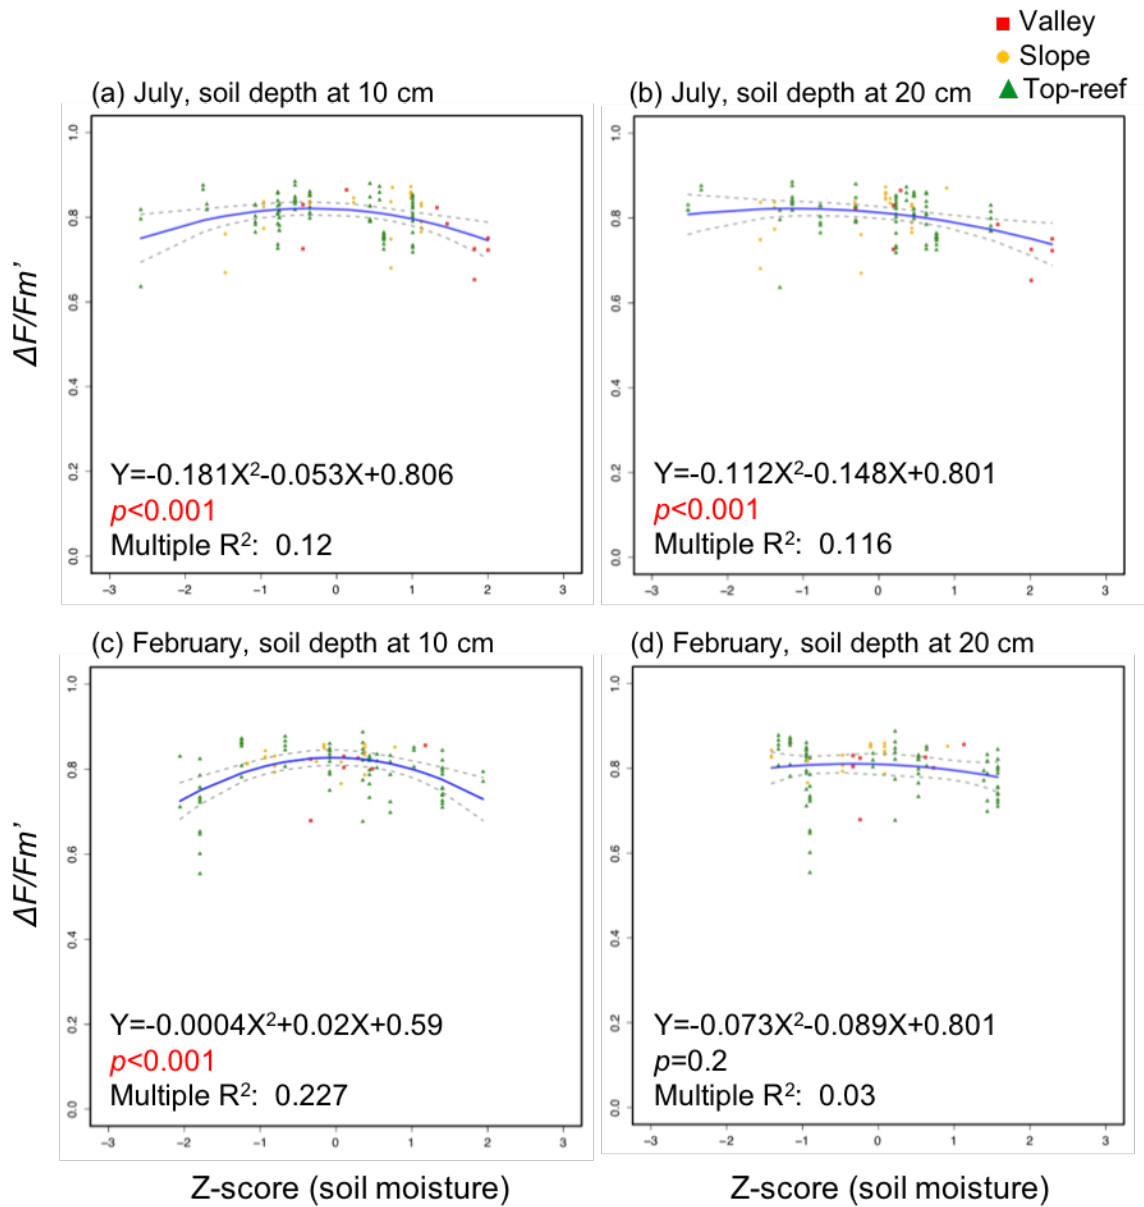 Valley
Slope
Top-reef
(a) July, soil depth at 10 cm
(b) July, soil depth at 20 cm
1.0
0.8
0.6
0.4
0.2
0.0
Y=-0.181X²-0.053X+0.806
p<0.001
Multiple R²: 0.12
-3 -2 -1 0 1 2 3
1.0
0.8
0.6
0.4
0.2
0.0
Y=-0.112X²-0.148X+0.801
p<0.001
Multiple R²: 0.116
-3 -2 -1 0 1 2 3
ΔF/Fm’
(c) February, soil depth at 10 cm
(d) February, soil depth at 20 cm
1.0
0.8
0.6
0.4
0.2
0.0
Y=-0.0004X²+0.02X+0.59
p<0.001
Multiple R²: 0.227
-3 -2 -1 0 1 2 3
1.0
0.8
0.6
0.4
0.2
0.0
Y=-0.073X²-0.089X+0.801
p=0.2
Multiple R²: 0.03
-3 -2 -1 0 1 2 3
ΔF/Fm’
Z-score (soil moisture)
Z-score (soil moisture)